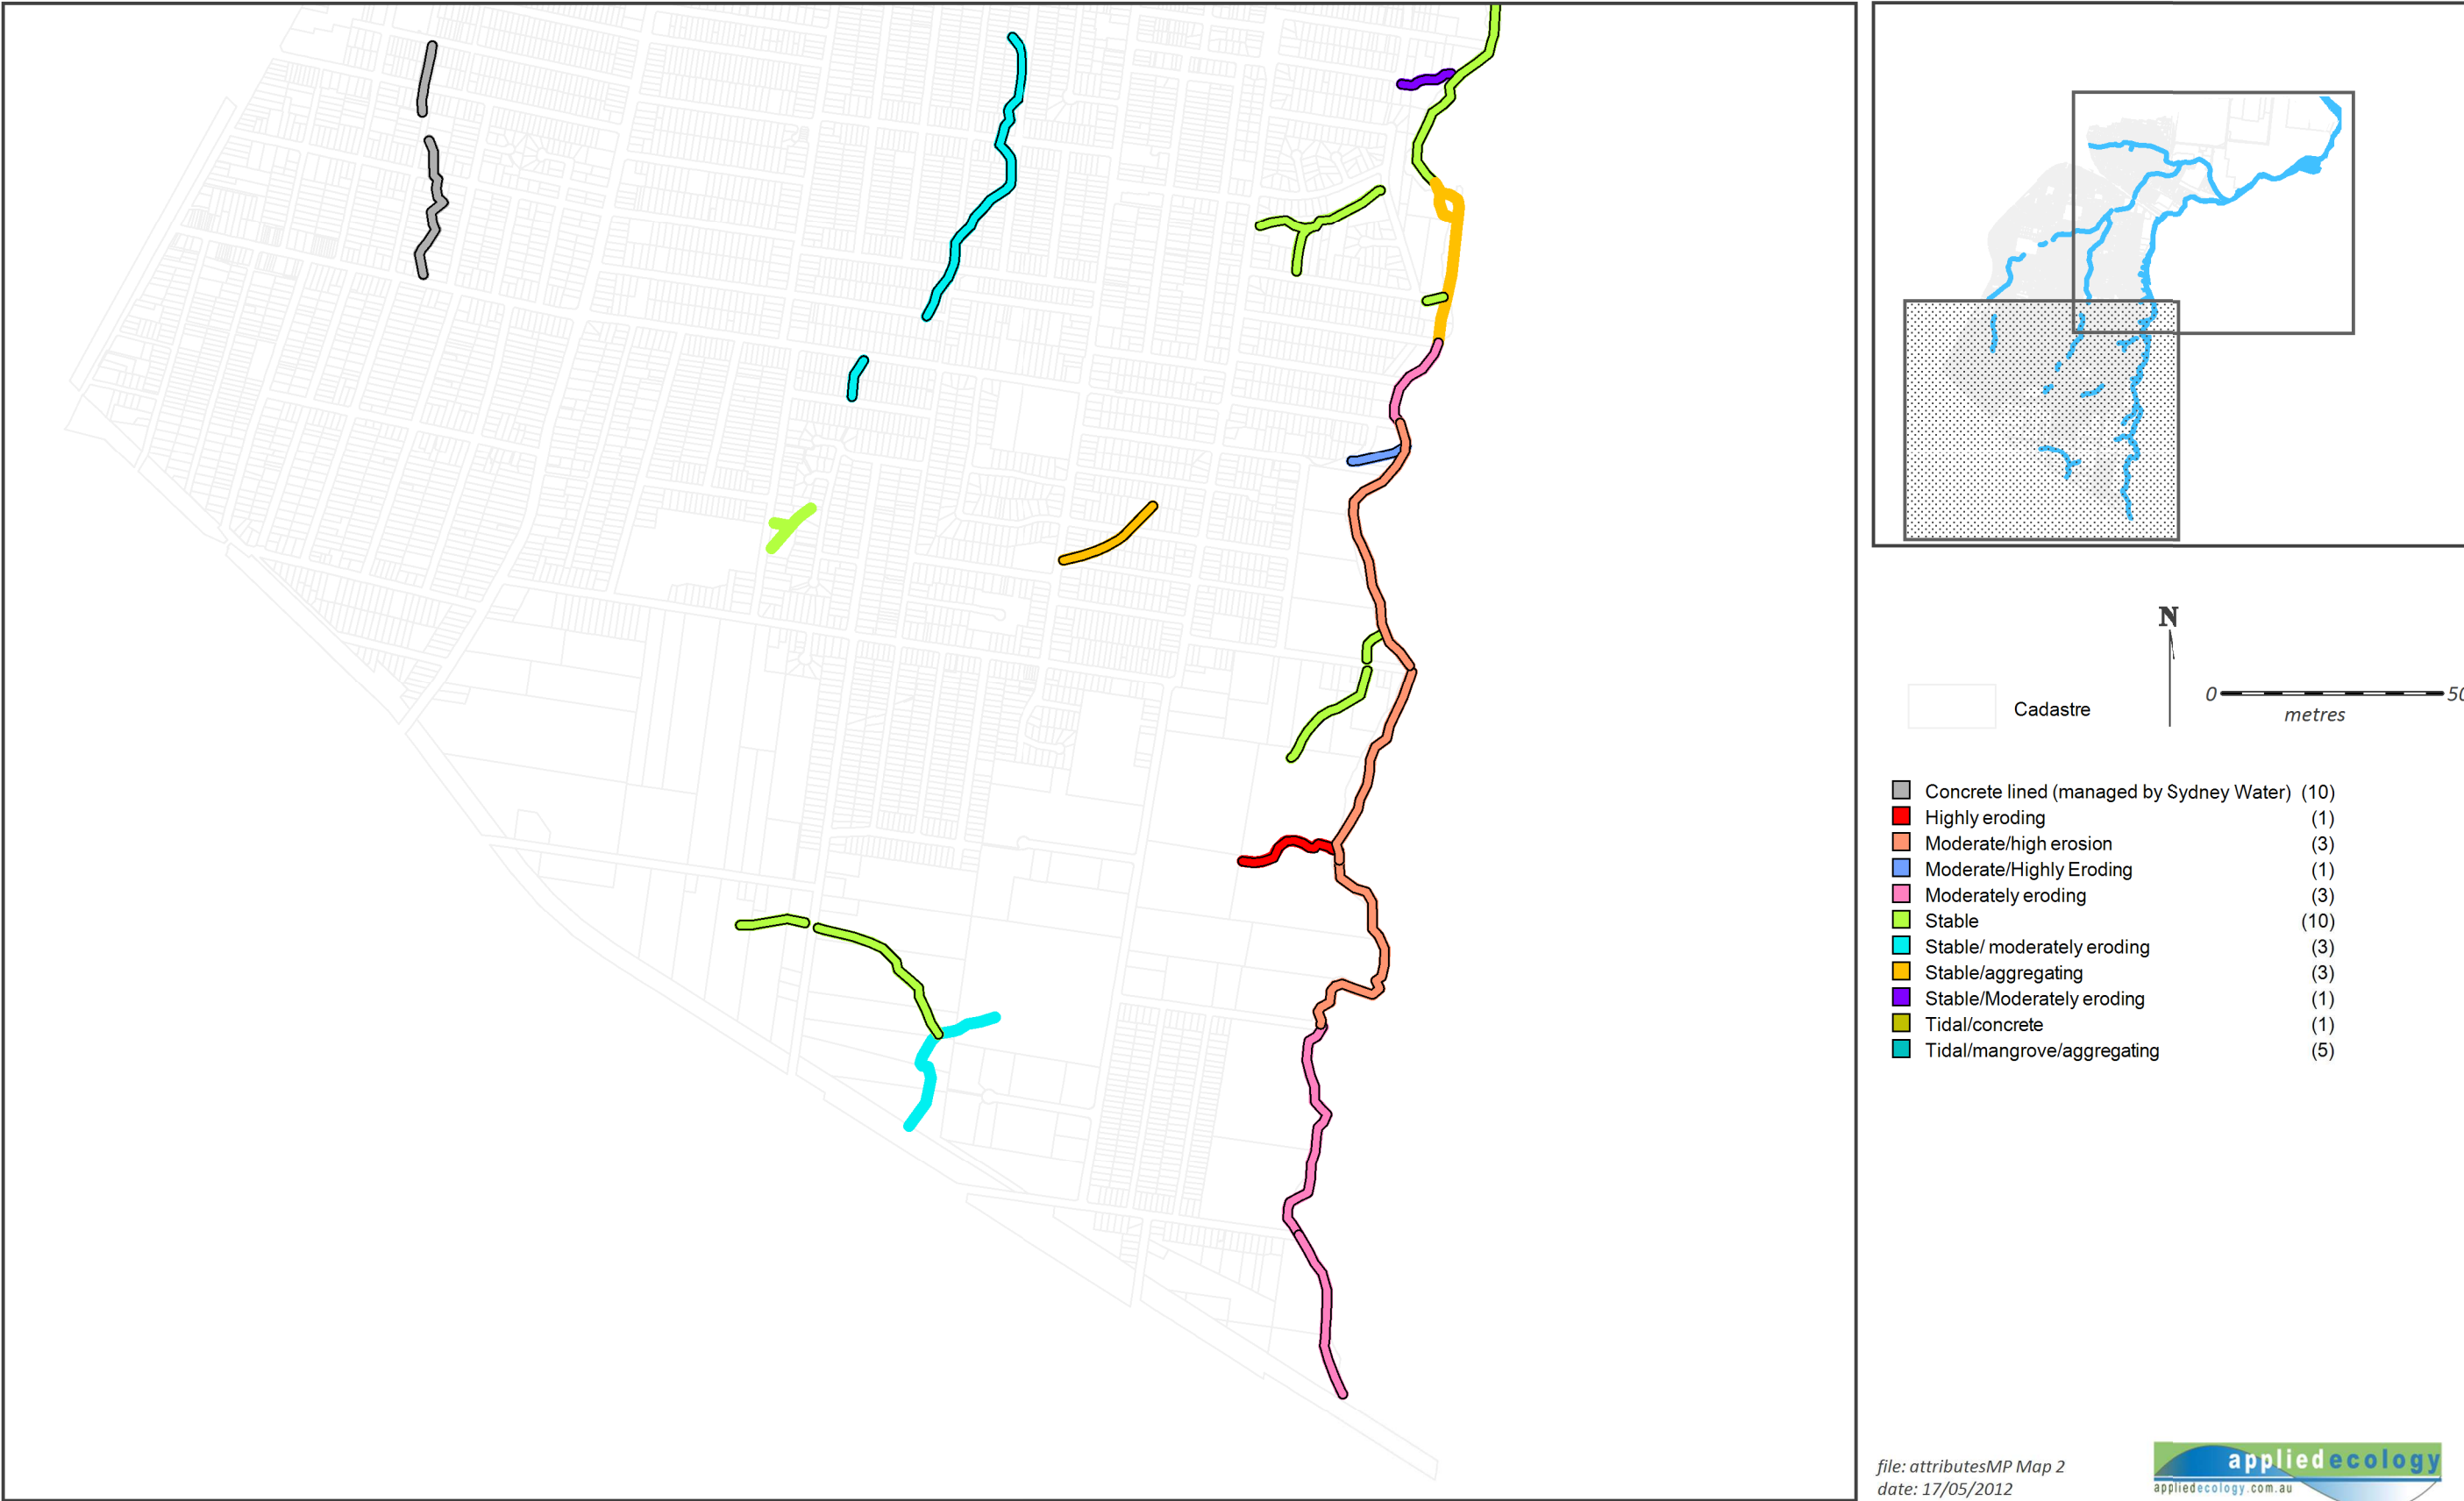 N
0 50
metres
Cadastre
Concrete lined (managed by Sydney Water) (10)
Highly eroding (1)
Moderate/high erosion (3)
Moderate/Highly Eroding (1)
Moderately eroding (3)
Stable (10)
Stable/ moderately eroding (3)
Stable/aggregating (3)
Stable/Moderately eroding (1)
Tidal/concrete (1)
Tidal/mangrove/aggregating (5)
file: attributesMP Map 2
date: 17/05/2012
appliedecology
appliedecology.com.au